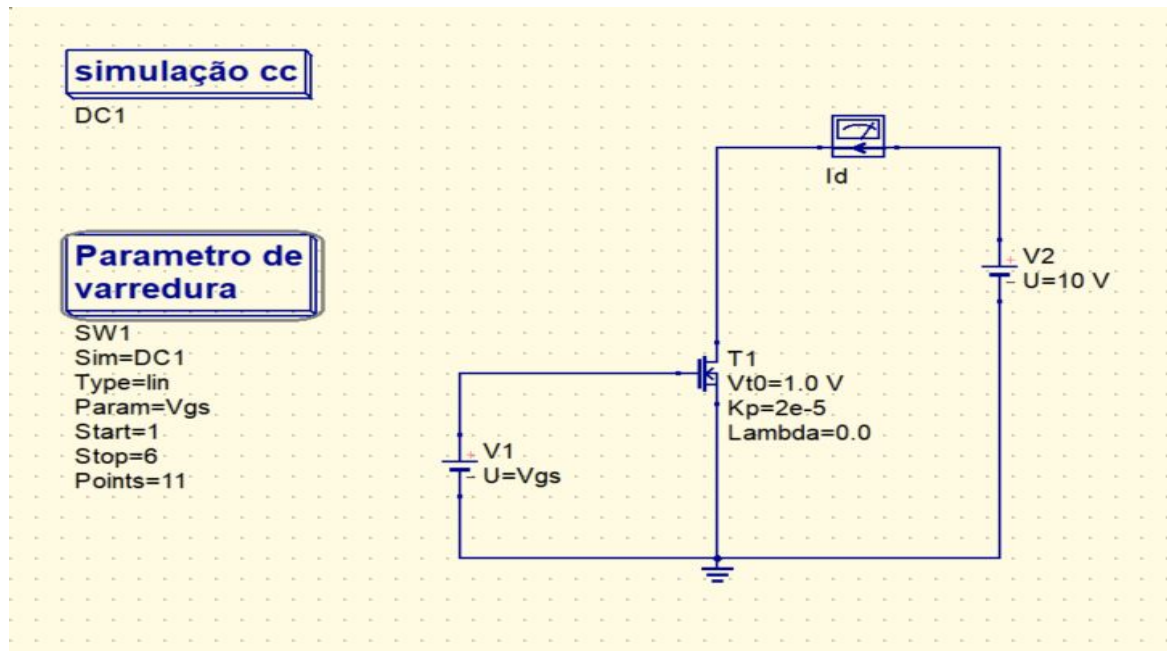 simulação cc
DC1
Parametro de
varredura
SW1
Sim=DC1
Type=lin
Param=Vgs
Start=1
Stop=6
Points=11
Id
V2
U=10 V
T1
Vt0=1.0 V
Kp=2e-5
Lambda=0.0
V1
U=Vgs